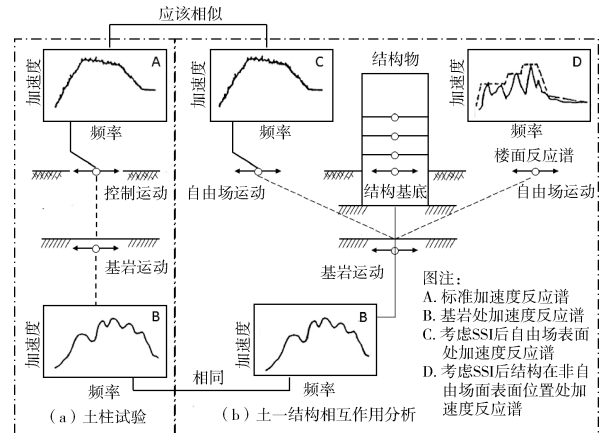 应该相似
A
加速度
频率
C
加速度
频率
结构物
D
加速度
频率
楼面反应谱
控制运动
自由场运动
结构基底
自由场运动
基岩运动
基岩运动
B
加速度
频率
相同
B
加速度
频率
图注:
A. 标准加速度反应谱
B. 基岩处加速度反应谱
C. 考虑SSI后自由场表面
处加速度反应谱
D. 考虑SSI后结构在非自
由场面表面位置处加
速度反应谱
(a)土柱试验
(b)土一结构相互作用分析